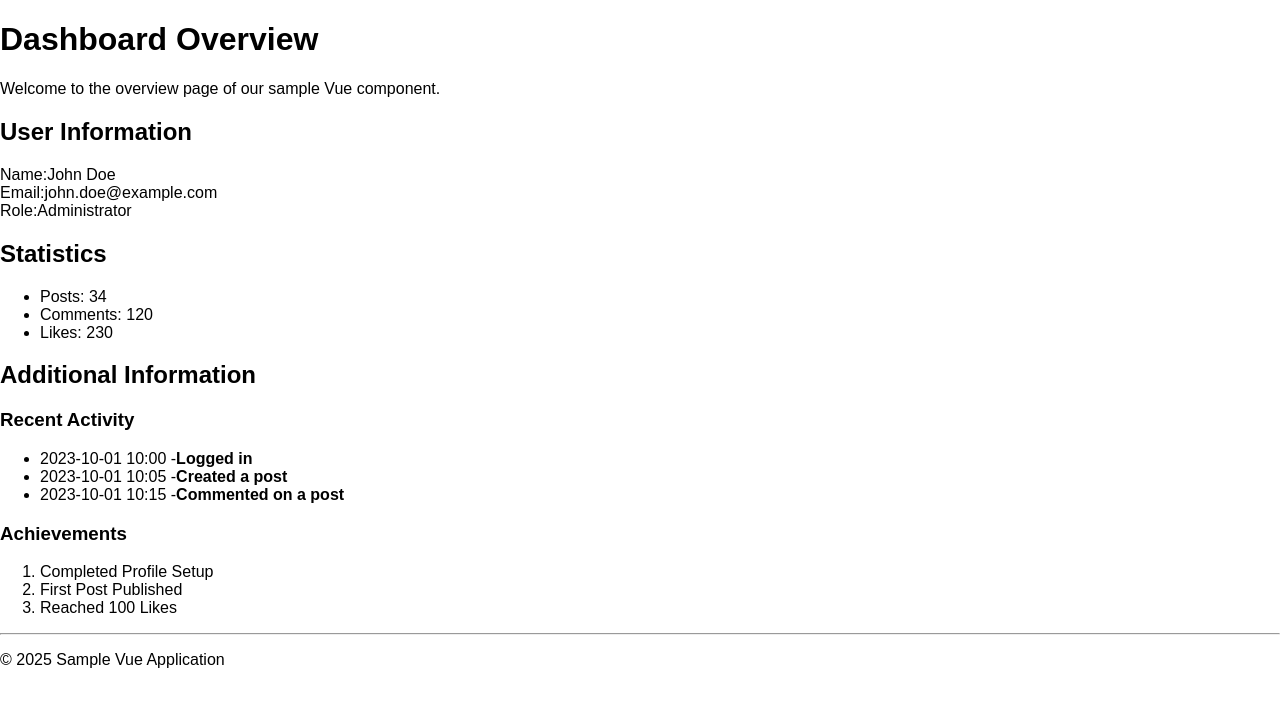 Dashboard Overview
Welcome to the overview page of our sample Vue component.
User Information
Name:John Doe
Email:john.doe@example.com
Role:Administrator
Statistics
• Posts: 34
• Comments: 120
• Likes: 230
Additional Information
Recent Activity
• 2023-10-01 10:00 -Logged in
• 2023-10-01 10:05 -Created a post
• 2023-10-01 10:15 -Commented on a post
Achievements
1. Completed Profile Setup
2. First Post Published
3. Reached 100 Likes
© 2025 Sample Vue Application